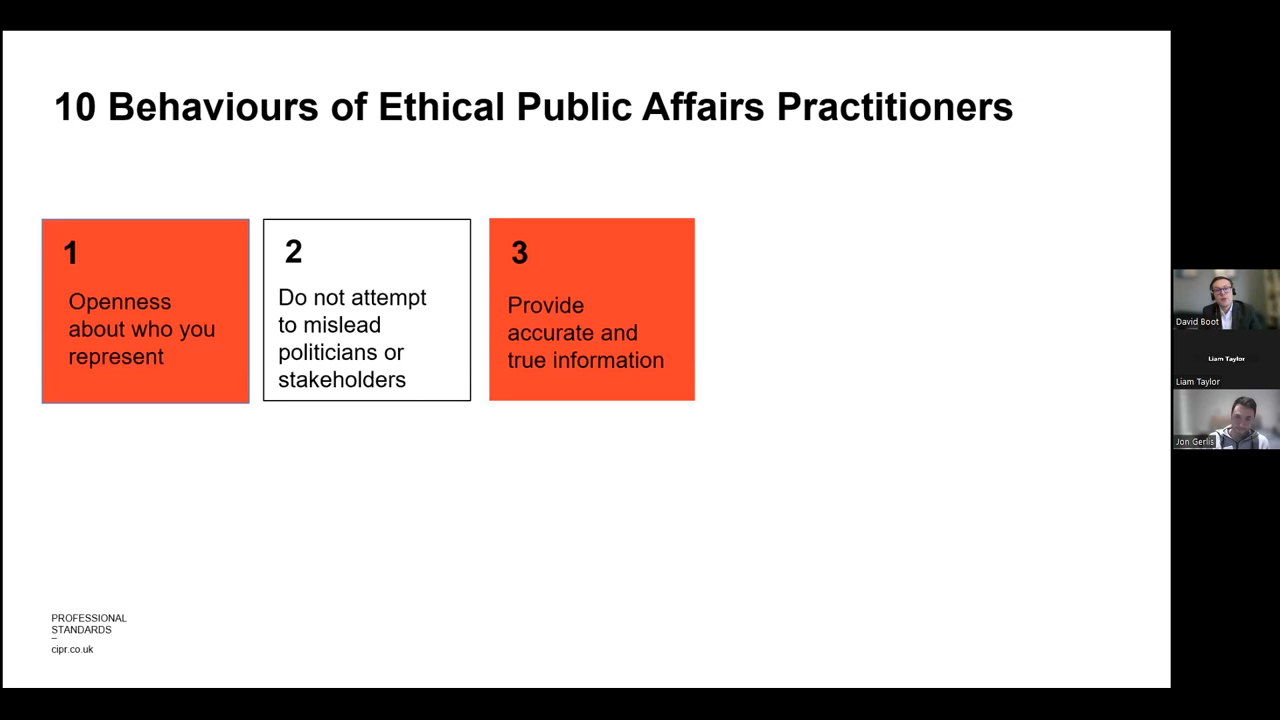 10 Behaviours of Ethical Public Affairs Practitioners
1
Openness
about who you
represent
2
Do not attempt
to mislead
politicians or
stakeholders
3
Provide
accurate and
true information
PROFESSIONAL
STANDARDS
–
cipr.co.uk
David Boot
Liam Taylor
Liam Taylor
Jon Gerlis